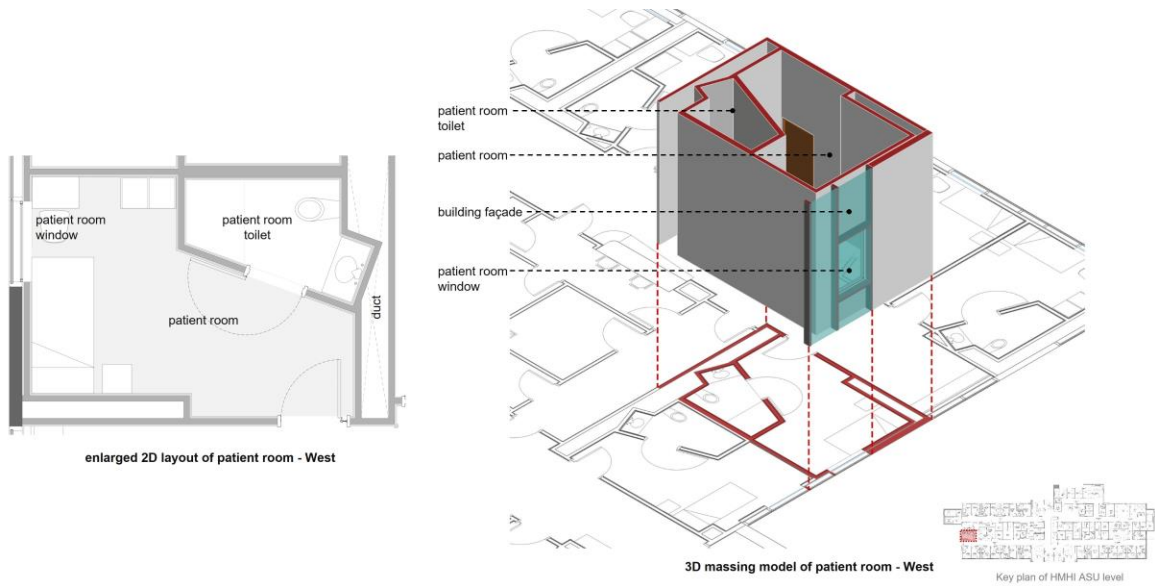 patient room
window
patient room
toilet
patient room
duct
enlarged 2D layout of patient room - West
patient room
toilet
patient room
building façade
patient room
window
3D massing model of patient room - West
Key plan of HMHI ASU level